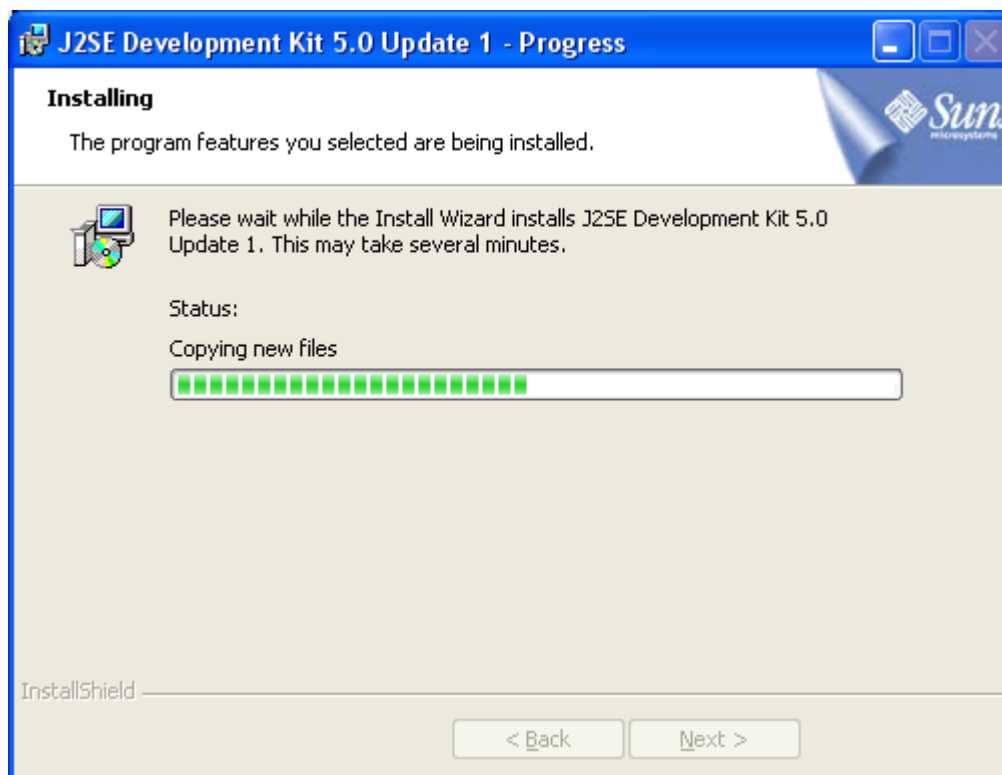 J2SE Development Kit 5.0 Update 1 - Progress
Installing
The program features you selected are being installed.
Sun
microsystems
Please wait while the Install Wizard installs J2SE Development Kit 5.0
Update 1. This may take several minutes.
Status:
Copying new files
InstallShield
< Back
Next >